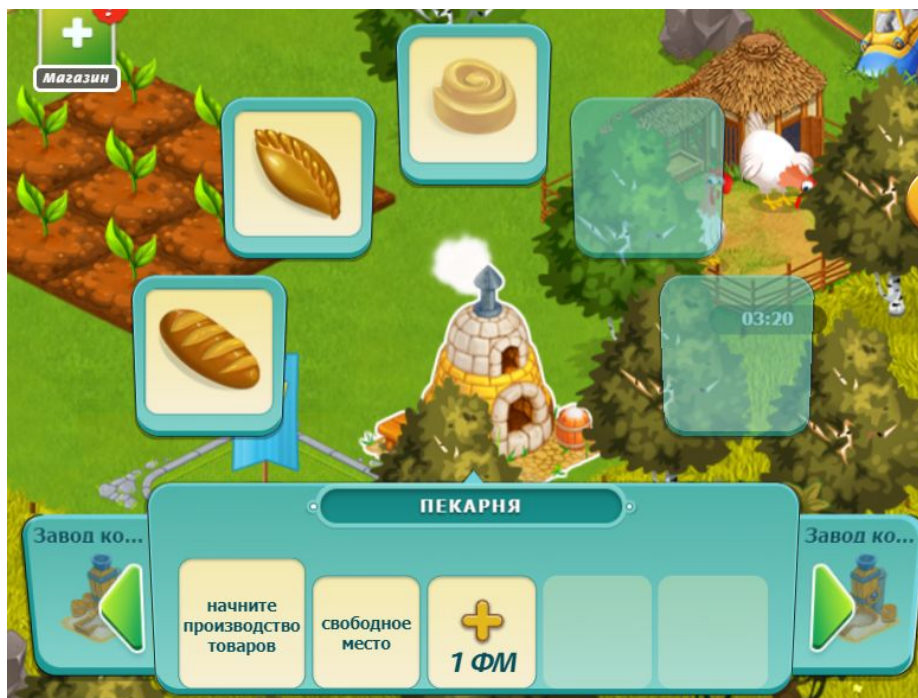 Магазин
03:20
ПЕКАРНЯ
Завод ко...
Завод ко...
начните
производство
товаров
свободное
место
1 ФМ